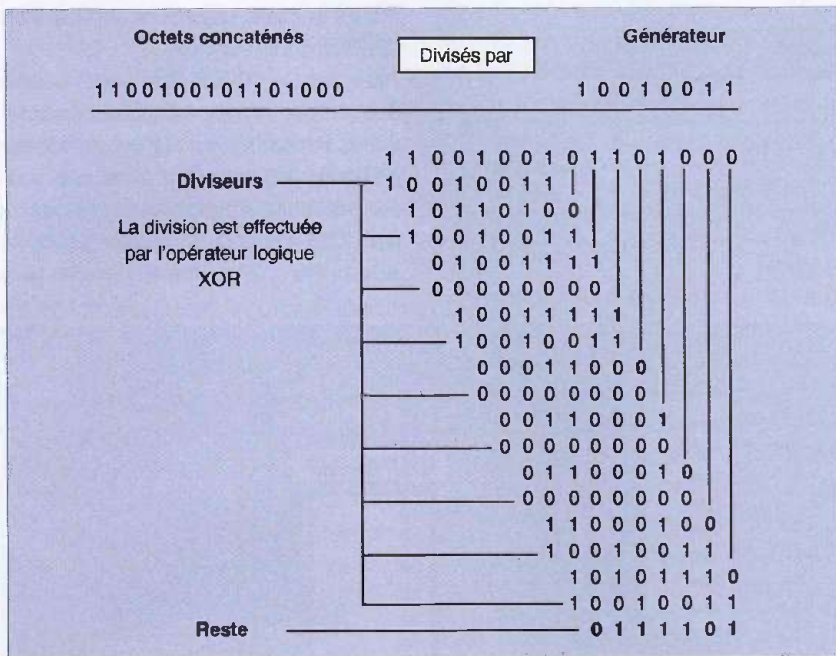 Octets concaténés Divisés par Générateur
1100100101101000 10010011
1 1 0 0 1 0 0 1 0 1 1 0 1 0 0 0
Diviseurs 1 0 0 1 0 0 1 1
1 0 1 1 0 1 0 0
La division est effectuée 1 0 0 1 0 0 1 1
par l'opérateur logique
XOR 0 1 0 0 1 1 1 1
0 0 0 0 0 0 0 0
1 0 0 1 1 1 1 1
1 0 0 1 0 0 1 1
0 0 0 1 1 0 0 0
0 0 0 0 0 0 0 0
0 0 1 1 0 0 0 1
0 0 0 0 0 0 0 0
0 1 1 0 0 0 1 0
0 0 0 0 0 0 0 0
1 1 0 0 0 1 0 0
1 0 0 1 0 0 1 1
1 0 1 0 1 1 1 0
1 0 0 1 0 0 1 1
Reste 0 1 1 1 1 0 1